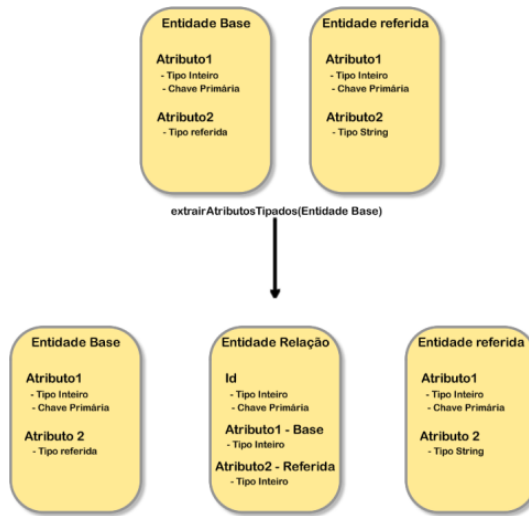 Entidade Base
Atributo1
- Tipo Inteiro
- Chave Primária
Atributo2
- Tipo referida
Entidade referida
Atributo1
- Tipo Inteiro
- Chave Primária
Atributo2
- Tipo String
extrairAtributosTipados(Entidade Base)
Entidade Base
Atributo1
- Tipo Inteiro
- Chave Primária
Atributo 2
- Tipo referida
Entidade Relação
Id
- Tipo Inteiro
- Chave Primária
Atributo1 - Base
- Tipo Inteiro
Atributo2 - Referida
- Tipo Inteiro
Entidade referida
Atributo1
- Tipo Inteiro
- Chave Primária
Atributo 2
- Tipo String